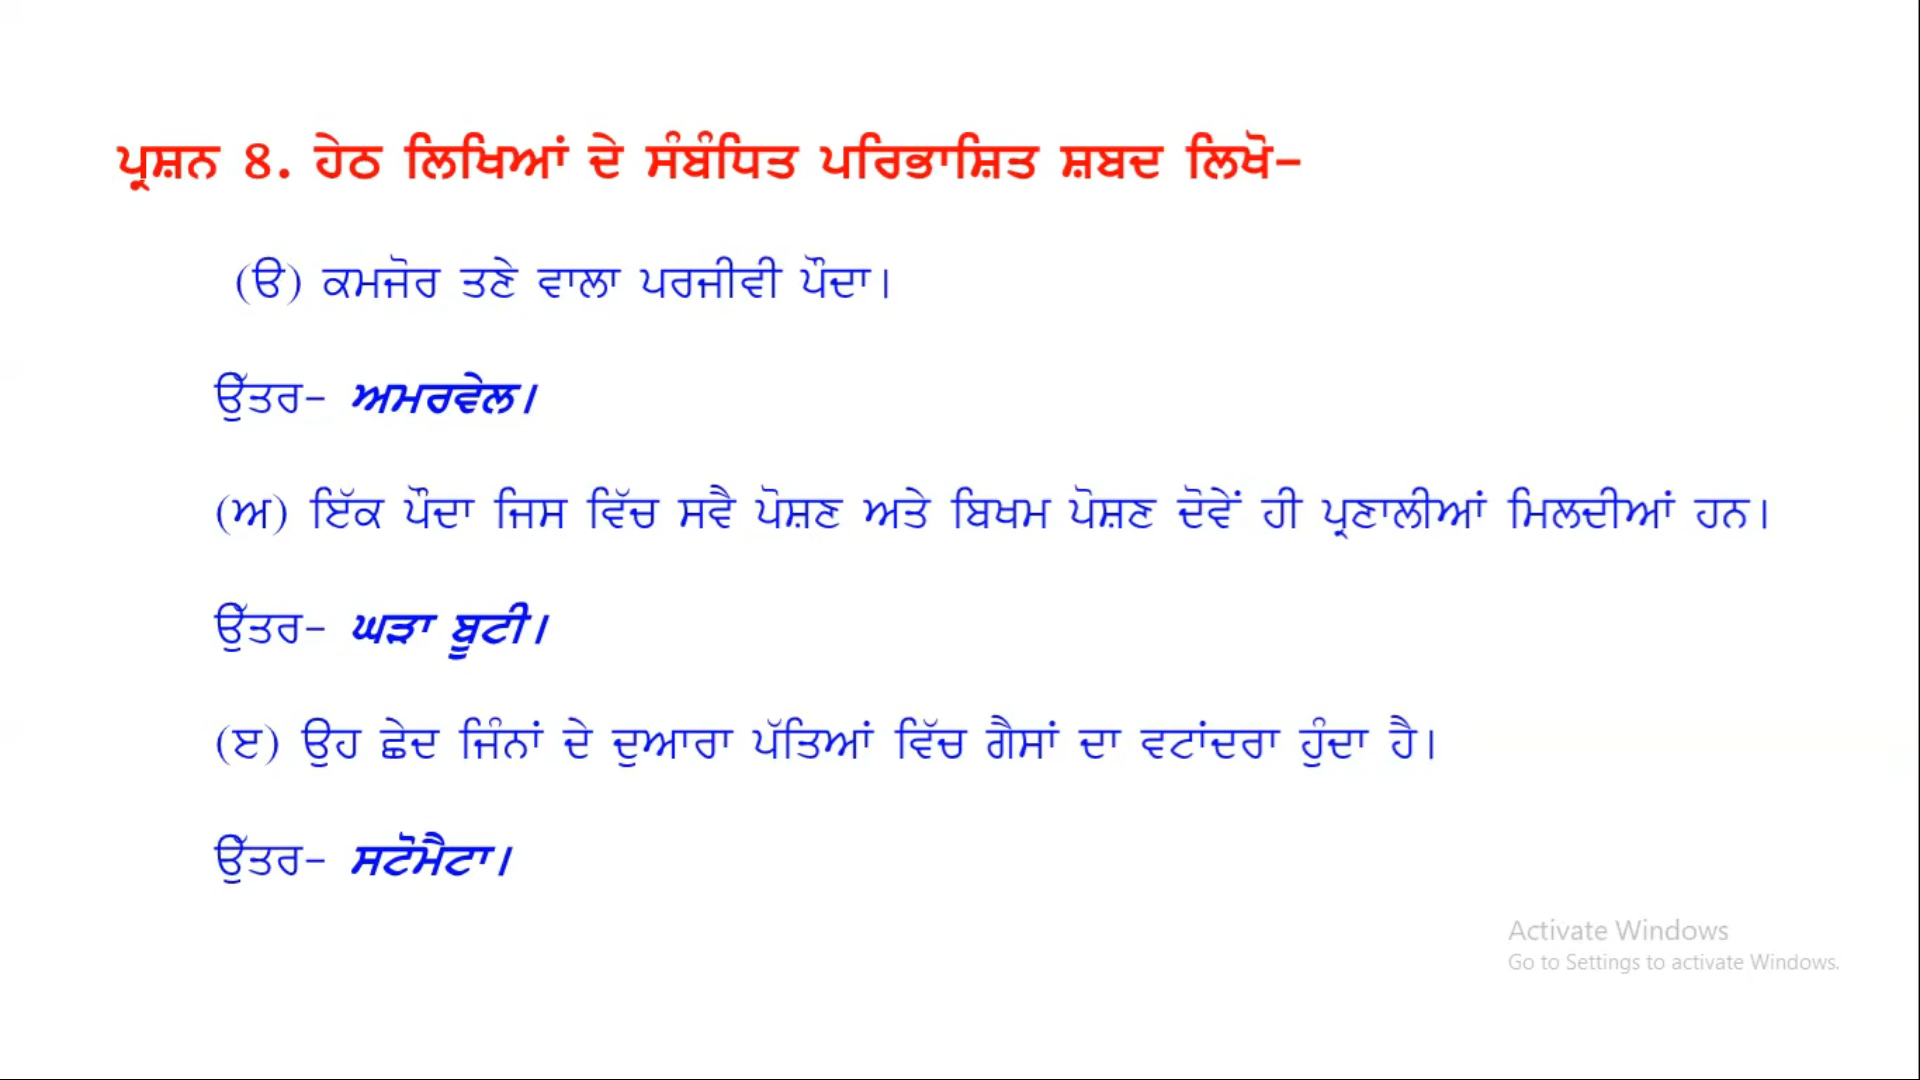 ਪ੍ਰਸ਼ਨ 8. ਹੇਠ ਲਿਖਿਆਂ ਦੇ ਸੰਬੰਧਿਤ ਪਰਿਭਾਸ਼ਿਤ ਸ਼ਬਦ ਲਿਖੋ-
(ੳ) ਕਮਜੋਰ ਤਣੇ ਵਾਲਾ ਪਰਜੀਵੀ ਪੌਦਾ।
ਉੱਤਰ- ਅਮਰਵੇਲ।
(ਅ) ਇੱਕ ਪੌਦਾ ਜਿਸ ਵਿੱਚ ਸਵੈ ਪੋਸ਼ਣ ਅਤੇ ਬਿਖਮ ਪੋਸ਼ਣ ਦੋਵੇਂ ਹੀ ਪ੍ਰਣਾਲੀਆਂ ਮਿਲਦੀਆਂ ਹਨ।
ਉੱਤਰ- ਘੜਾ ਬੂਟੀ।
(ੲ) ਉਹ ਛੇਦ ਜਿੰਨਾਂ ਦੇ ਦੁਆਰਾ ਪੱਤਿਆਂ ਵਿੱਚ ਗੈਸਾਂ ਦਾ ਵਟਾਂਦਰਾ ਹੁੰਦਾ ਹੈ।
ਉੱਤਰ- ਸਟੋਮੈਟਾ।
Activate Windows
Go to Settings to activate Windows.